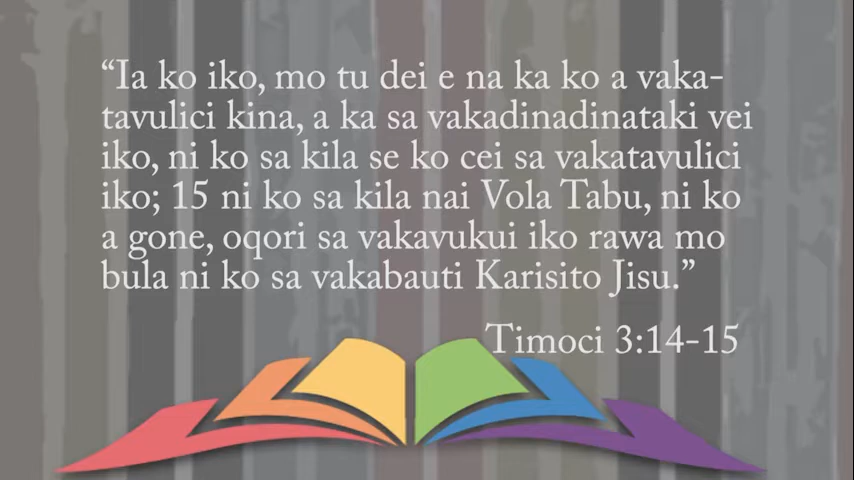 “Ia ko iko, mo tu dei e na ka ko a vaka-
tavulici kina, a ka sa vakadinadinataki vei
iko, ni ko sa kila se ko cei sa vakatavulici
iko; 15 ni ko sa kila nai Vola Tabu, ni ko
a gone, oqori sa vakavukui iko rawa mo
bula ni ko sa vakabauti Karisito Jisu.”
Timoci 3:14-15